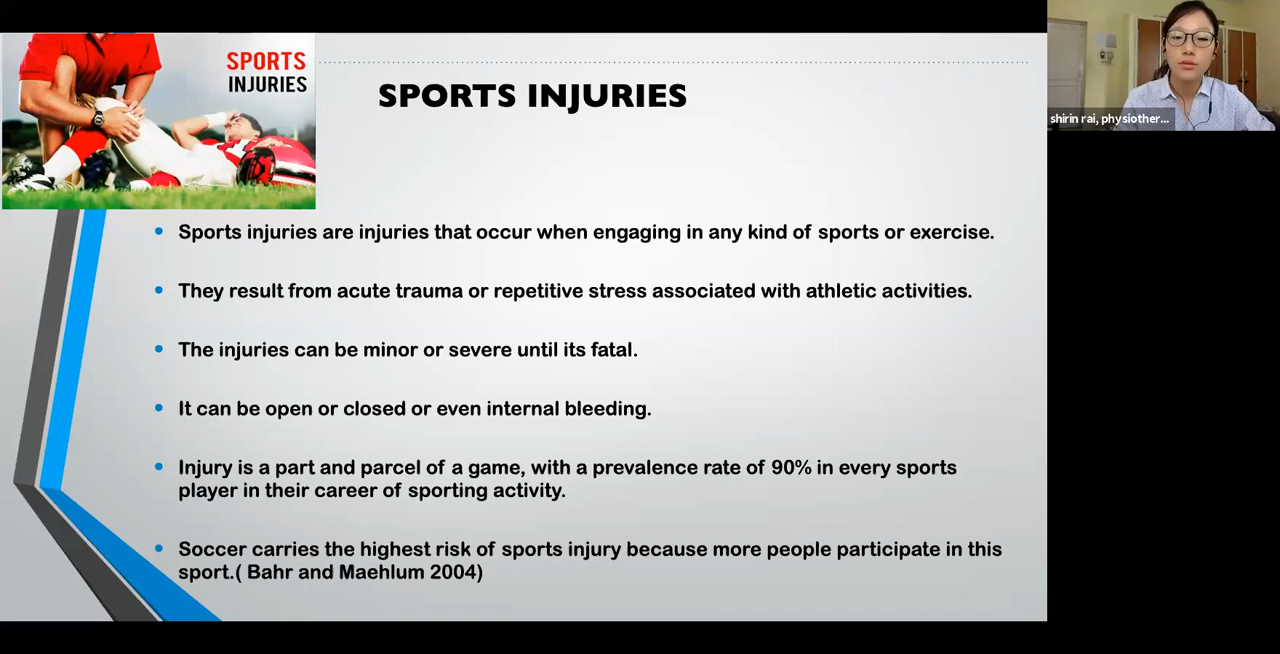 SPORTS
INJURIES
SPORTS INJURIES
shirin rai, physiother...
Sports injuries are injuries that occur when engaging in any kind of sports or exercise.
They result from acute trauma or repetitive stress associated with athletic activities.
The injuries can be minor or severe until its fatal.
It can be open or closed or even internal bleeding.
Injury is a part and parcel of a game, with a prevalence rate of 90% in every sports
player in their career of sporting activity.
Soccer carries the highest risk of sports injury because more people participate in this
sport.( Bahr and Maehlum 2004)